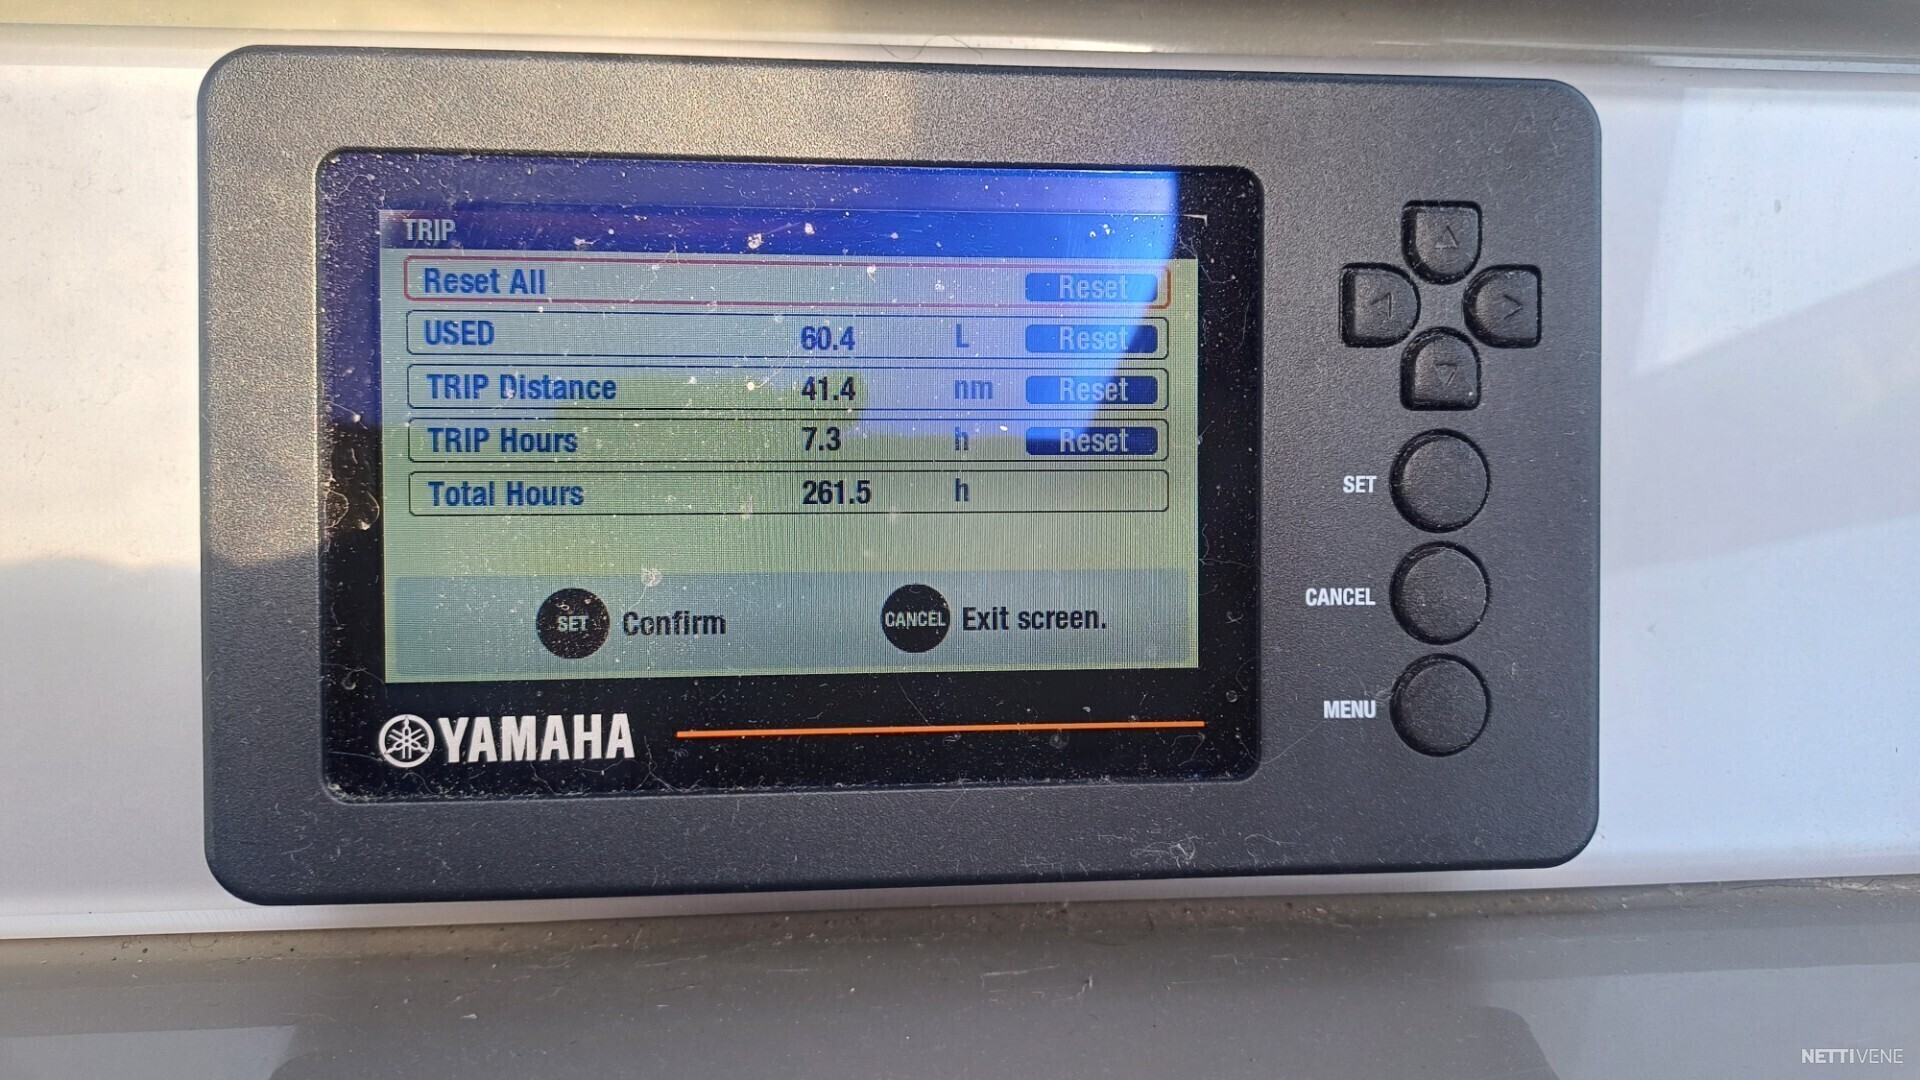 TRIP
Reset All Reset
USED 60.4 L Reset
TRIP Distance 41.4 nm Reset
TRIP Hours 7.3 h Reset
Total Hours 261.5 h
SET Confirm CANCEL Exit screen.
YAMAHA
SET
CANCEL
MENU
NETTIVENE